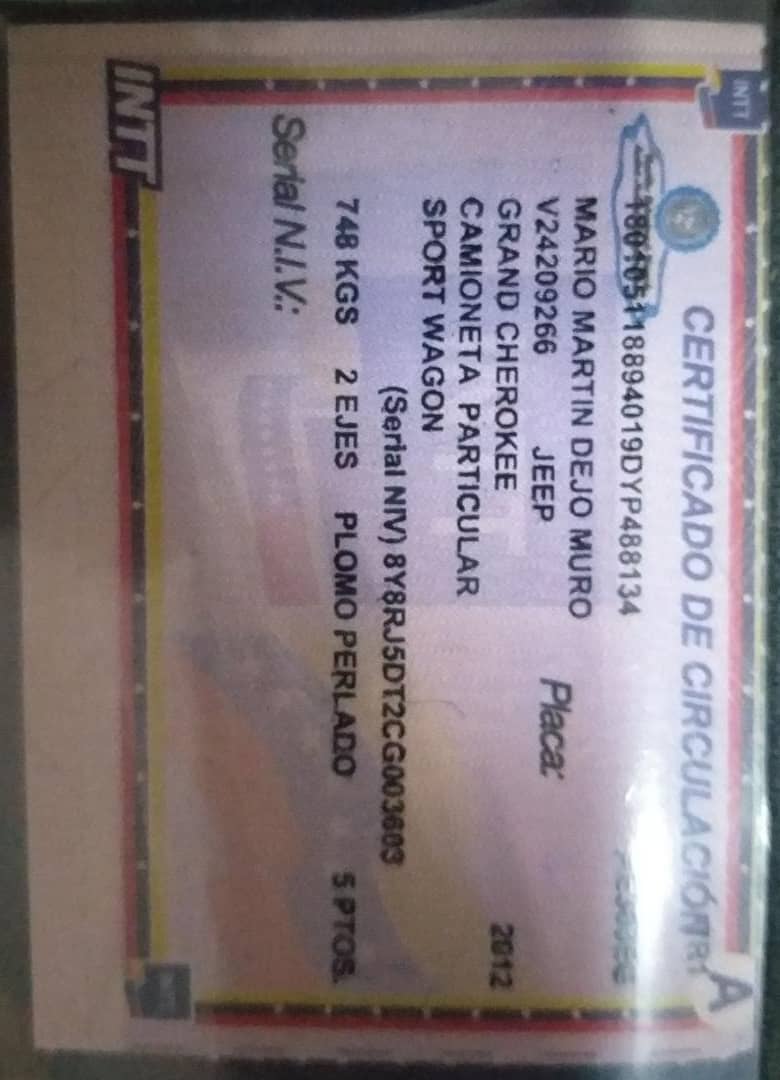 INTT
CERTIFICADO DE CIRCULACIÓN
A
180105118894019DYP488134
MARIO MARTIN DEJO MURO
Placa:
V24209266 JEEP
GRAND CHEROKEE 2012
CAMIONETA PARTICULAR
SPORT WAGON
(Serial NIV) 8Y8RJ5DT2CG003603
748 KGS 2 EJES PLOMO PERLADO 5 PTOS.
Serial N.I.V.:
INTT